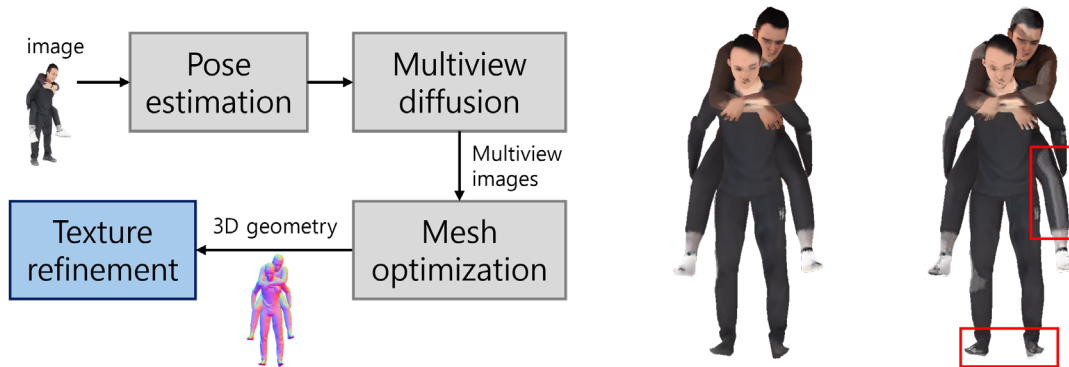 image
Pose
estimation
Multiview
diffusion
Multiview
images
Texture
refinement
3D geometry
Mesh
optimization